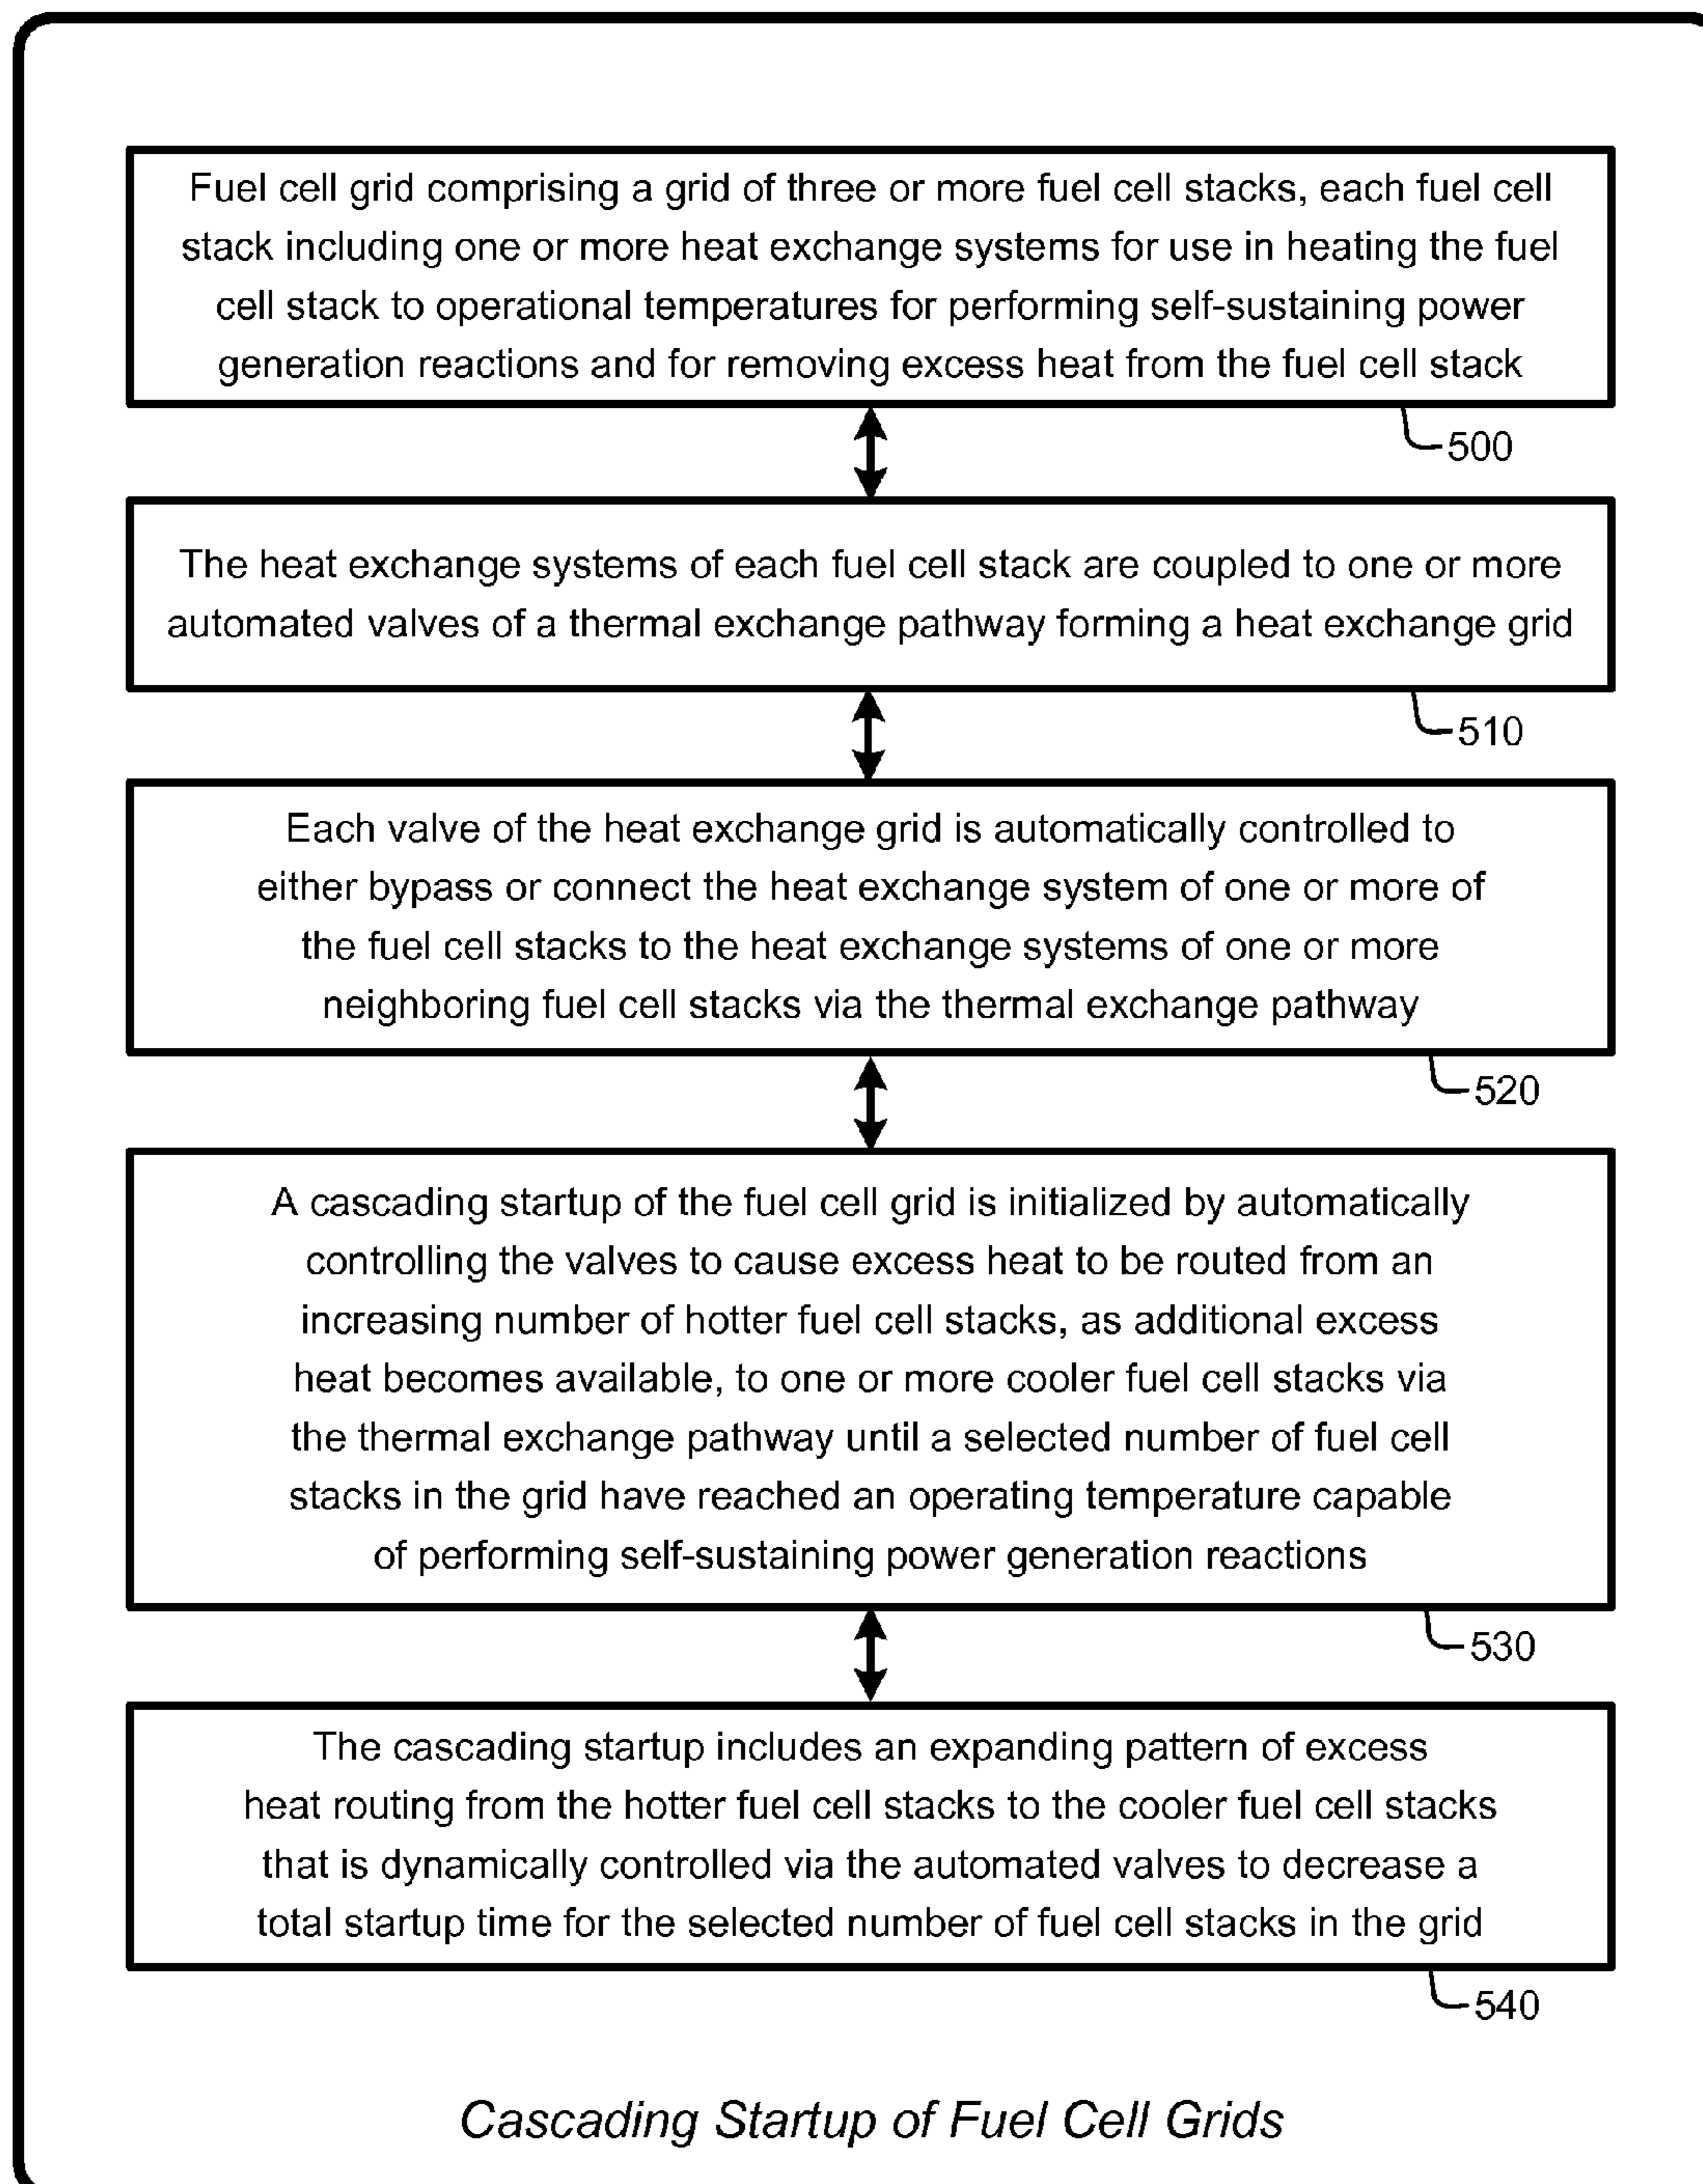 Fuel cell grid comprising a grid of three or more fuel cell stacks, each fuel cell
stack including one or more heat exchange systems for use in heating the fuel
cell stack to operational temperatures for performing self-sustaining power
generation reactions and for removing excess heat from the fuel cell stack
500
The heat exchange systems of each fuel cell stack are coupled to one or more
automated valves of a thermal exchange pathway forming a heat exchange grid
510
Each valve of the heat exchange grid is automatically controlled to
either bypass or connect the heat exchange system of one or more of
the fuel cell stacks to the heat exchange systems of one or more
neighboring fuel cell stacks via the thermal exchange pathway
520
A cascading startup of the fuel cell grid is initialized by automatically
controlling the valves to cause excess heat to be routed from an
increasing number of hotter fuel cell stacks, as additional excess
heat becomes available, to one or more cooler fuel cell stacks via
the thermal exchange pathway until a selected number of fuel cell
stacks in the grid have reached an operating temperature capable
of performing self-sustaining power generation reactions
530
The cascading startup includes an expanding pattern of excess
heat routing from the hotter fuel cell stacks to the cooler fuel cell stacks
that is dynamically controlled via the automated valves to decrease a
total startup time for the selected number of fuel cell stacks in the grid
540
Cascading Startup of Fuel Cell Grids